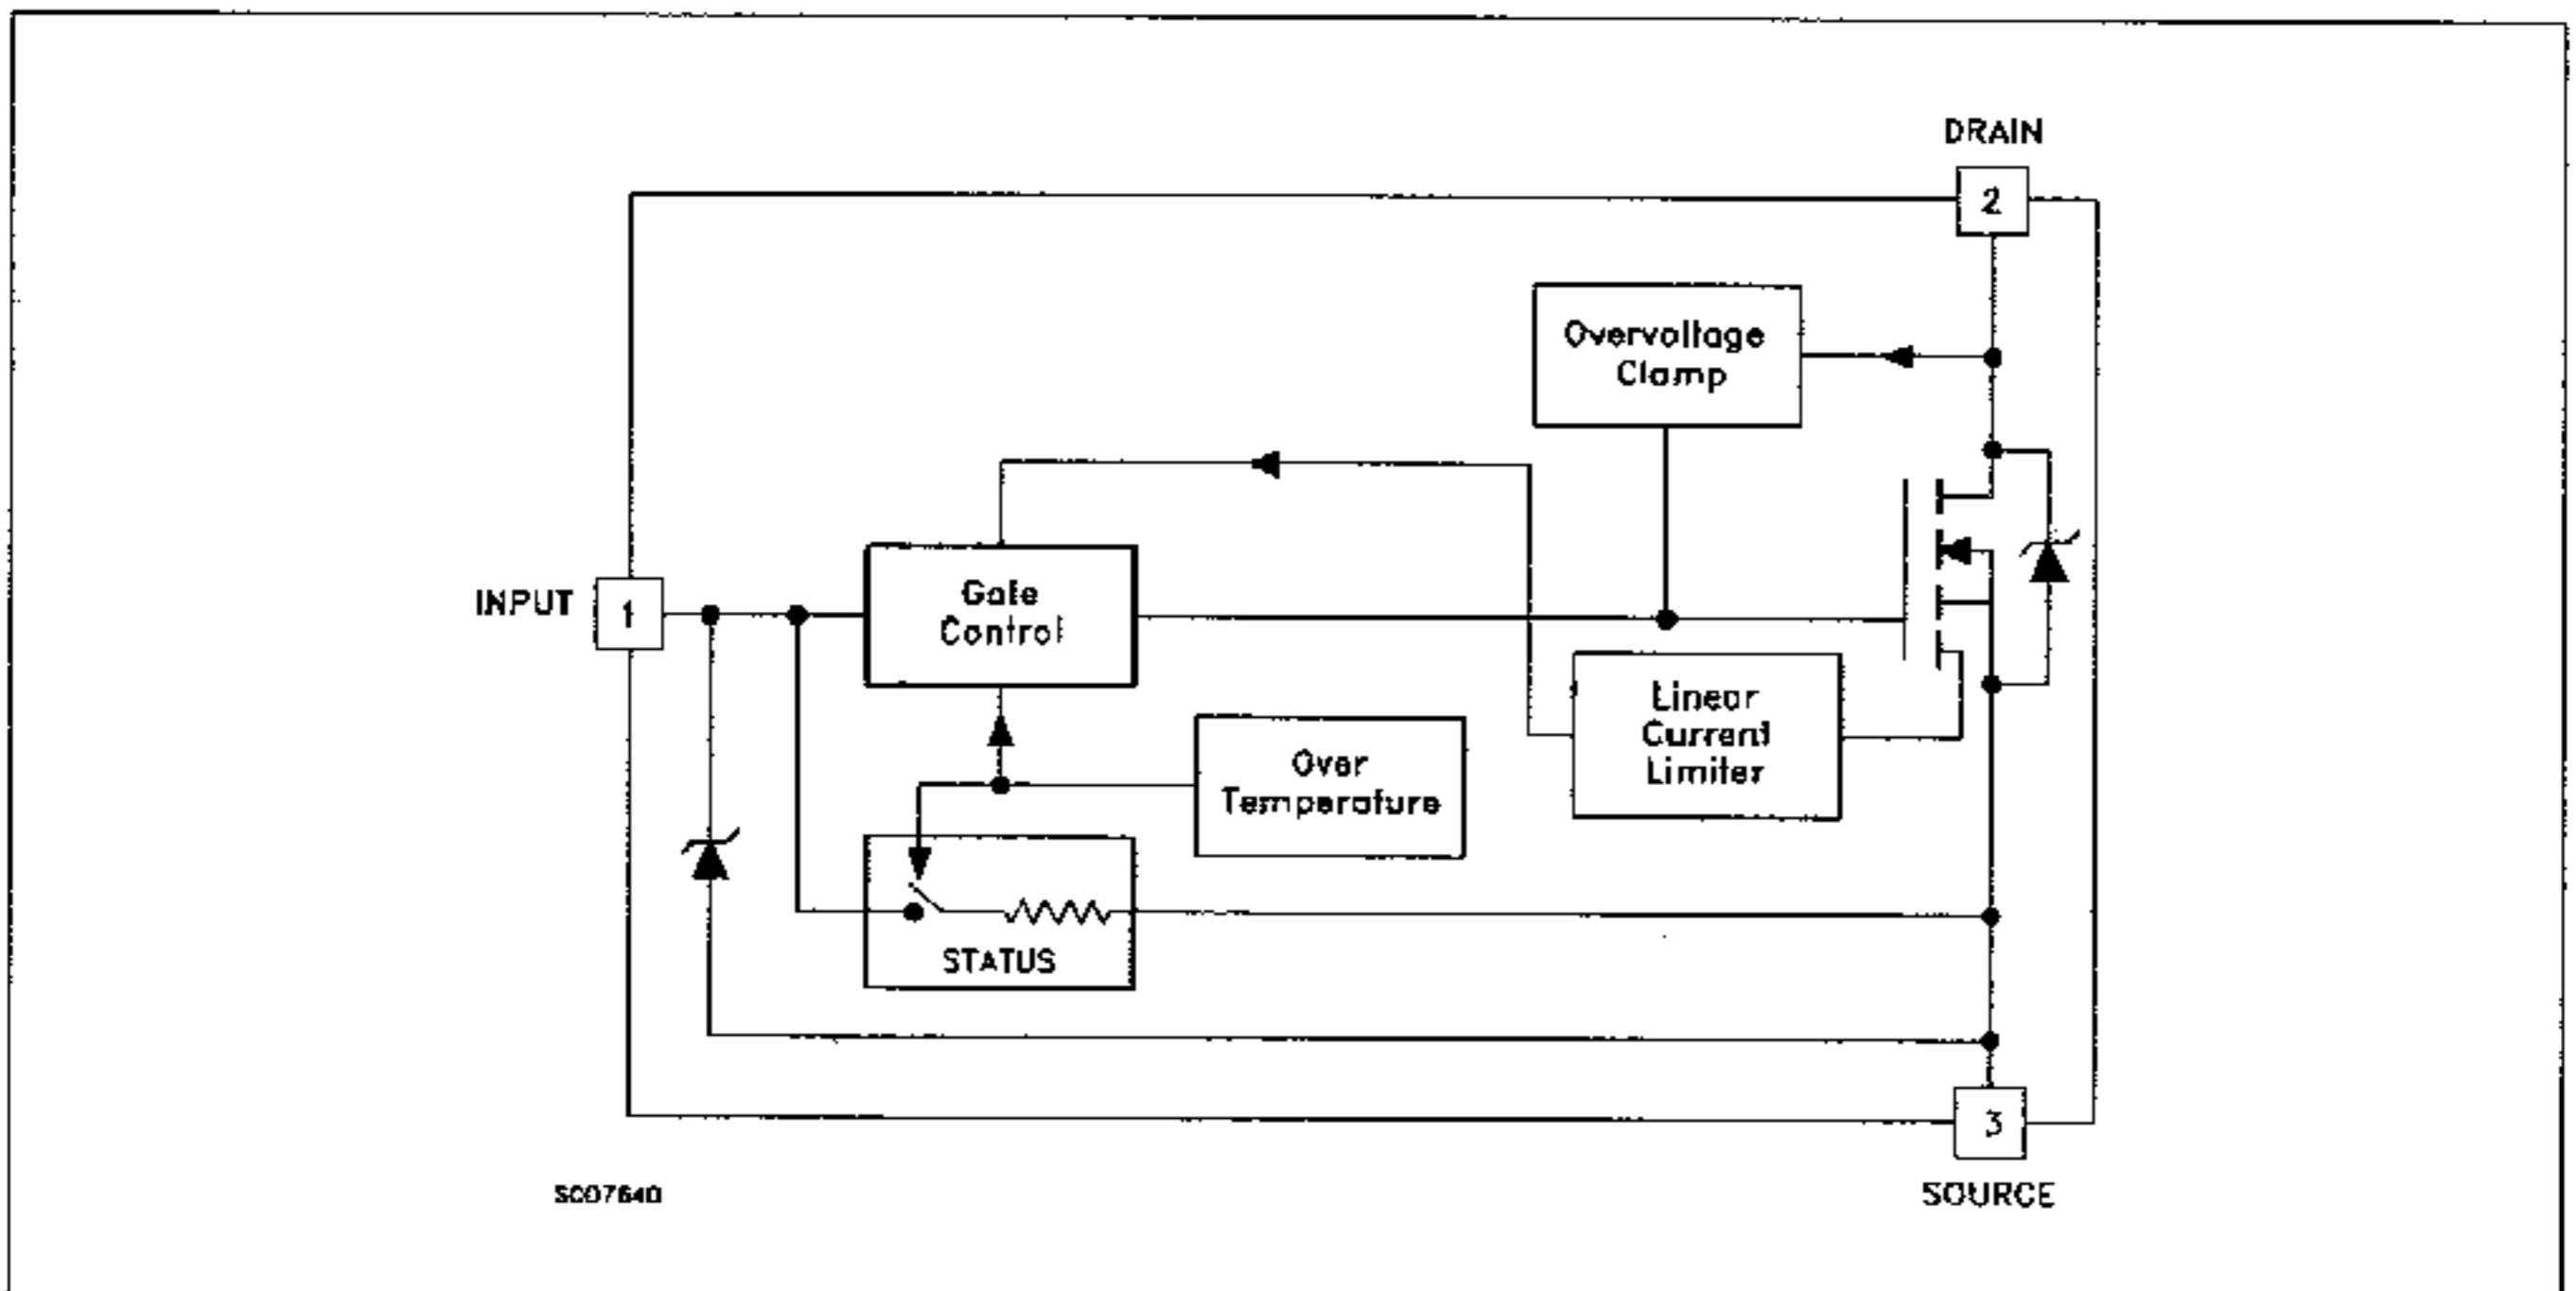 DRAIN
2
Overvoltage
Clamp
INPUT
1
Gate
Control
Linear
Current
Limiter
Over
Temperature
STATUS
3
SC07640
SOURCE